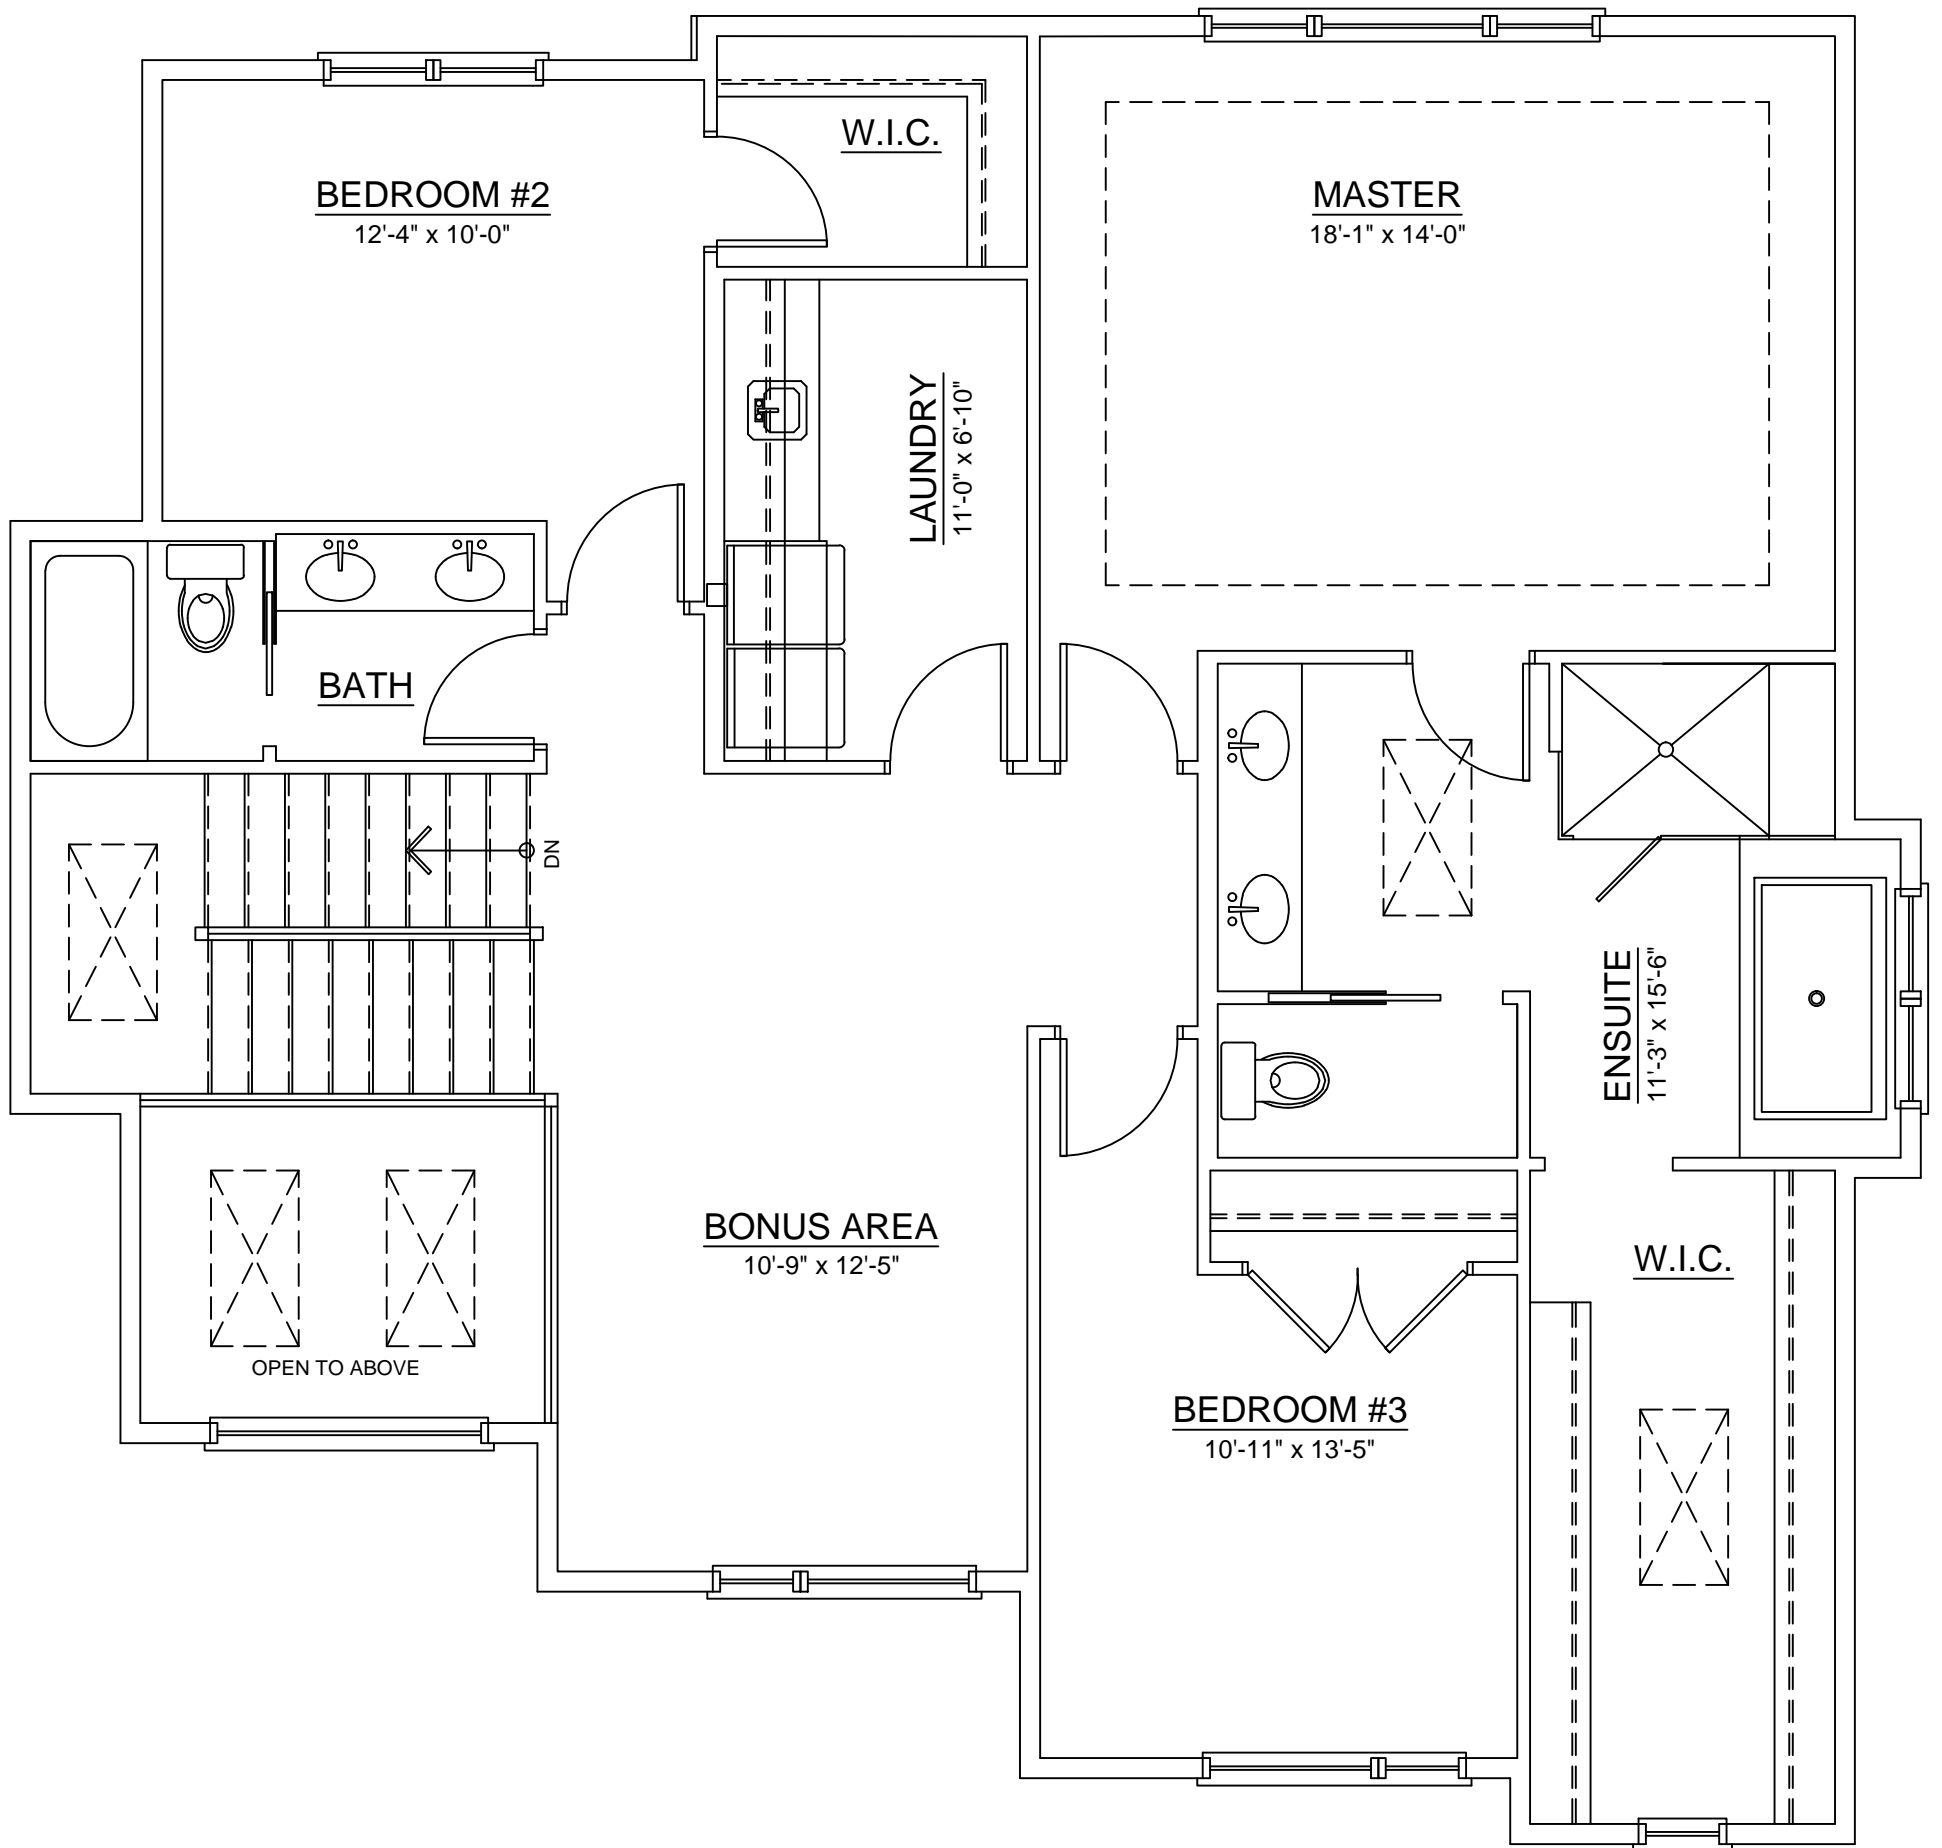 W.I.C.
BEDROOM #2
12'-4" x 10'-0"
MASTER
18'-1" x 14'-0"
LAUNDRY
11'-0" x 6'-10"
BATH
DN
ENSUITE
11'-3" x 15'-6"
BONUS AREA
10'-9" x 12'-5"
W.I.C.
OPEN TO ABOVE
BEDROOM #3
10'-11" x 13'-5"